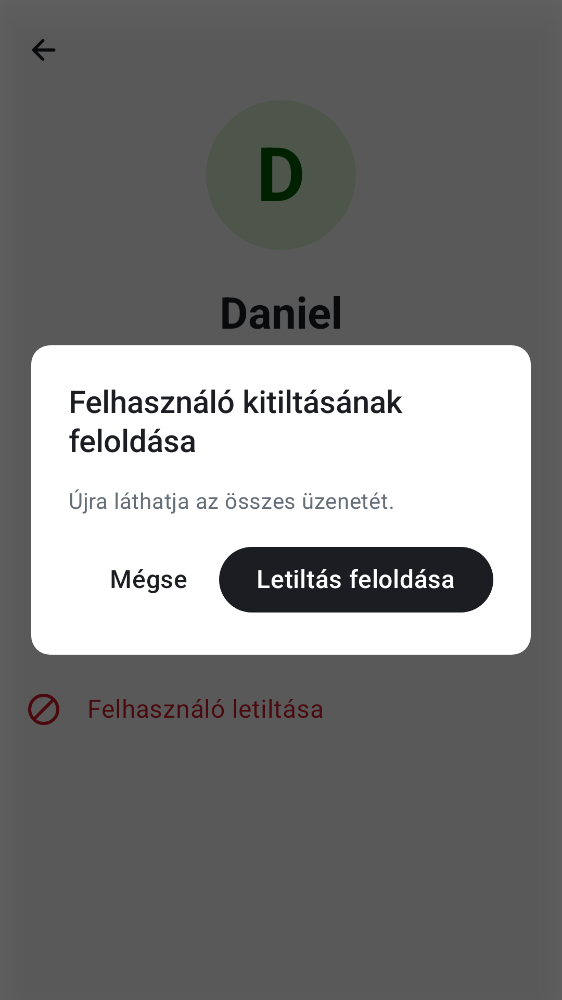 D
Daniel
Felhasználó kitiltásának
feloldása
Újra láthatja az összes üzenetét.
Mégse
Letiltás feloldása
Felhasználó letiltása